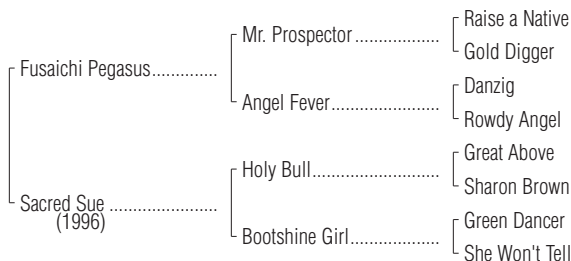 Raise a Native
Mr. Prospector ....................
Gold Digger
Fusaichi Pegasus.............
Danzig
Angel Fever ..........................
Rowdy Angel
Great Above
Holy Bull..............................
Sharon Brown
Sacred Sue .....................
(1996)
Green Dancer
Bootshine Girl.....................
She Won't Tell